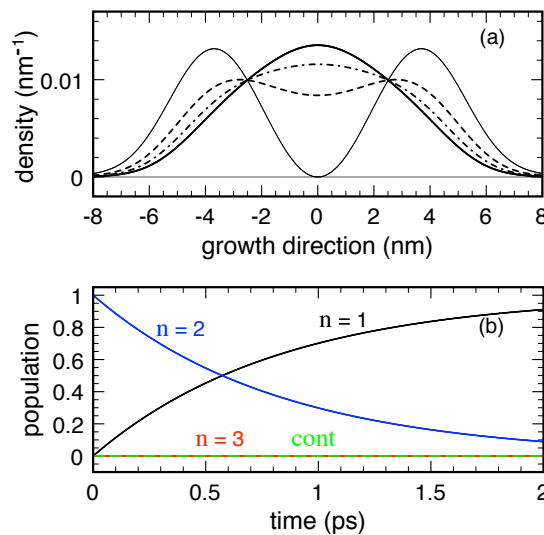 (a)
density (nm⁻¹)
0.01
0
-8 -6 -4 -2 0 2 4 6 8
growth direction (nm)
(b)
population
1
0.8
0.6
0.4
0.2
0
n = 2
n = 1
n = 3
cont
0 0.5 1 1.5 2
time (ps)